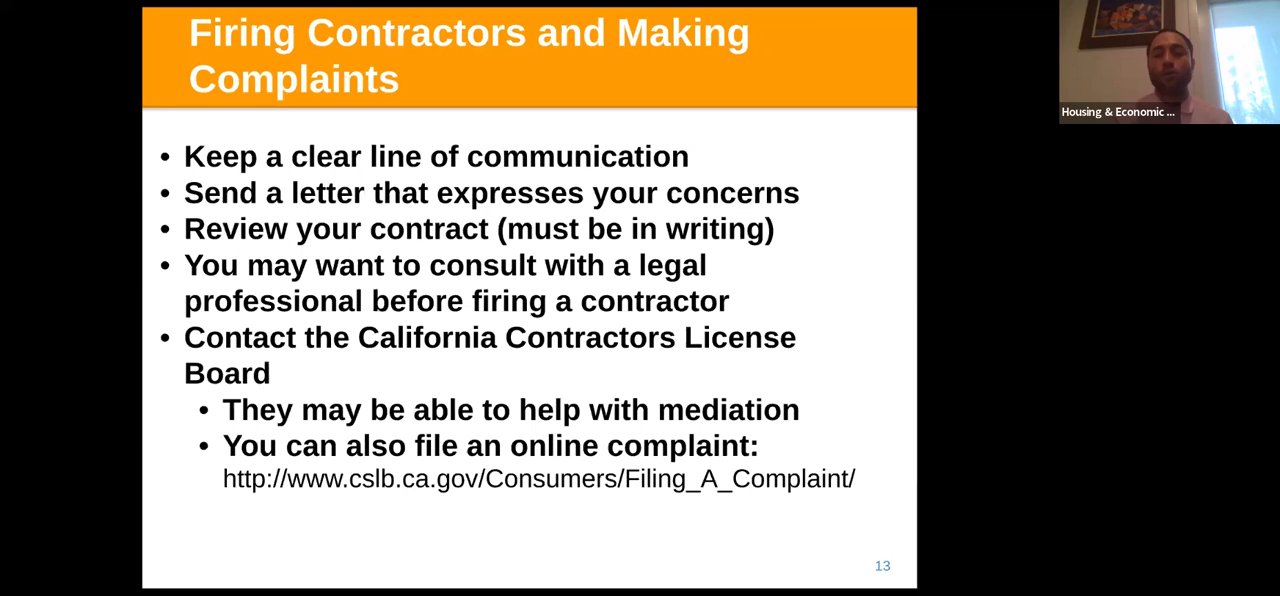 Firing Contractors and Making
Complaints
• Keep a clear line of communication
• Send a letter that expresses your concerns
• Review your contract (must be in writing)
• You may want to consult with a legal
professional before firing a contractor
• Contact the California Contractors License
Board
• They may be able to help with mediation
• You can also file an online complaint:
http://www.cslb.ca.gov/Consumers/Filing_A_Complaint/
13
Housing & Economic ...